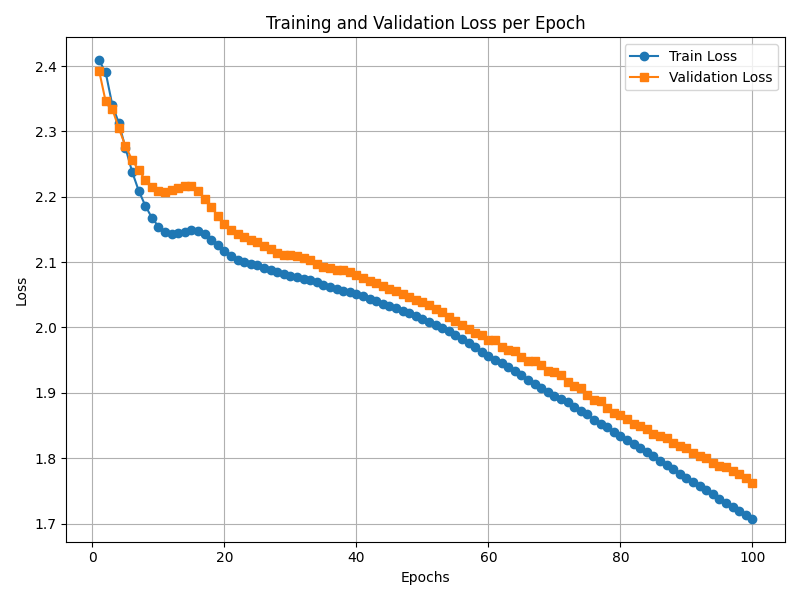 Training and Validation Loss per Epoch
Train Loss
Validation Loss
2.4
2.3
2.2
2.1
2.0
1.9
1.8
1.7
Loss
0 20 40 60 80 100
Epochs